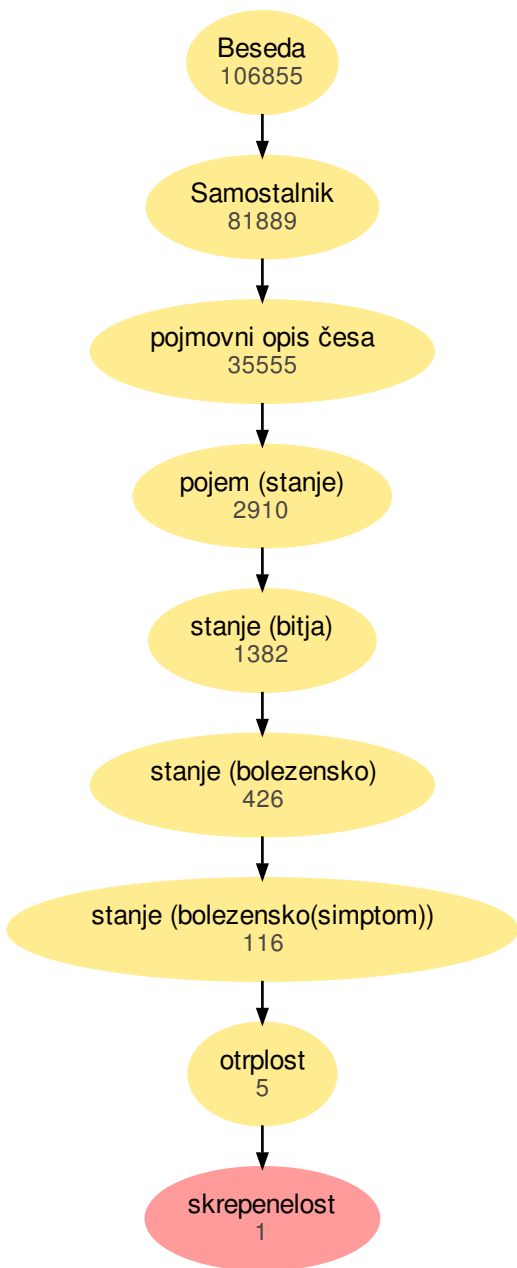 Beseda
106855
Samostalnik
81889
pojmovni opis česa
35555
pojem (stanje)
2910
stanje (bitja)
1382
stanje (bolezensko)
426
stanje (bolezensko(simptom))
116
otrplost
5
skrepenelost
1